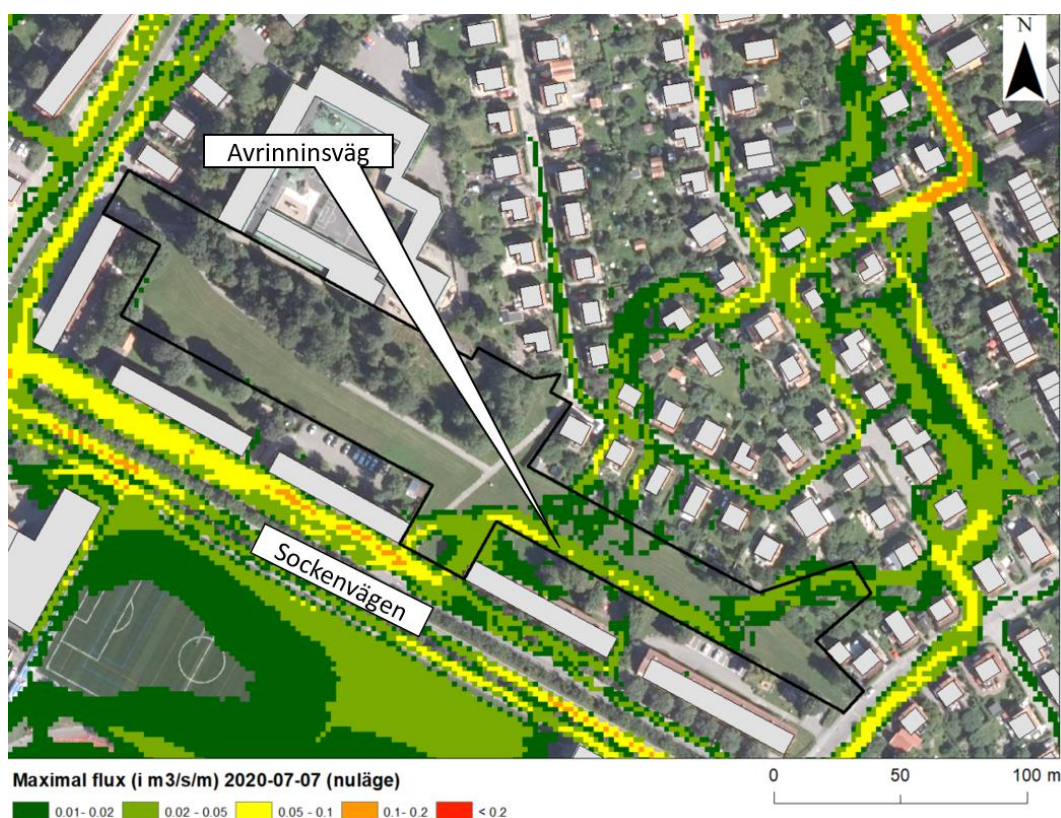 N
Avrinninsväg
Sockenvägen
Maximal flux (i m3/s/m) 2020-07-07 (nuläge)
0.01- 0.02
0.02 - 0.05
0.05 - 0.1
0.1- 0.2
< 0.2
0
50
100 m